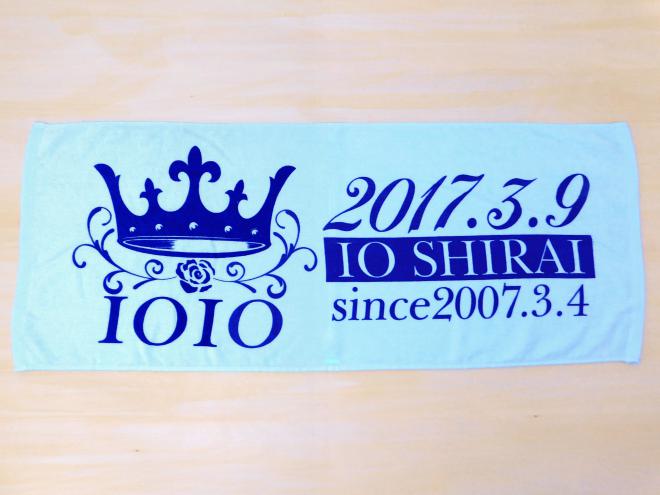 IOIO
2017.3.9
IO SHIRAI
since2007.3.4